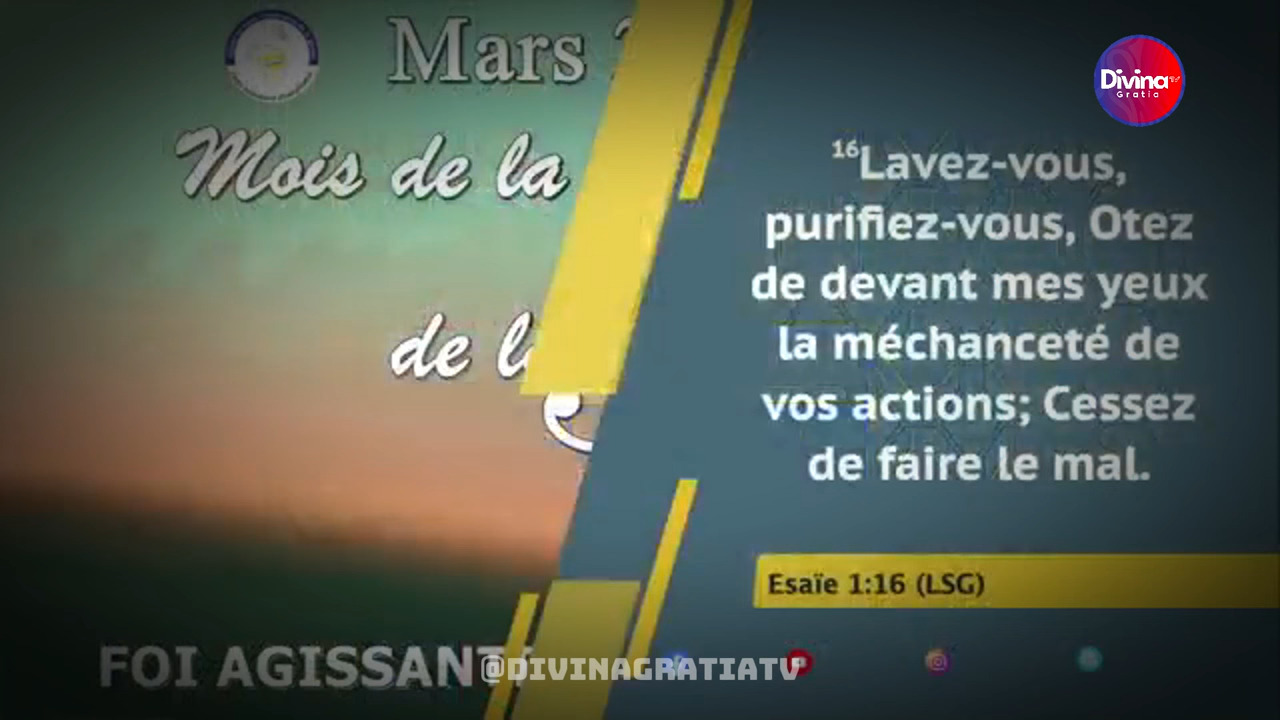 Mars
Mois de la
de
FOI AGISSANT
Divina TV
Gratia
16Lavez-vous,
purifiez-vous, Otez
de devant mes yeux
la méchanceté de
vos actions; Cessez
de faire le mal.
Esaïe 1:16 (LSG)
@DIVINAGRATIATV